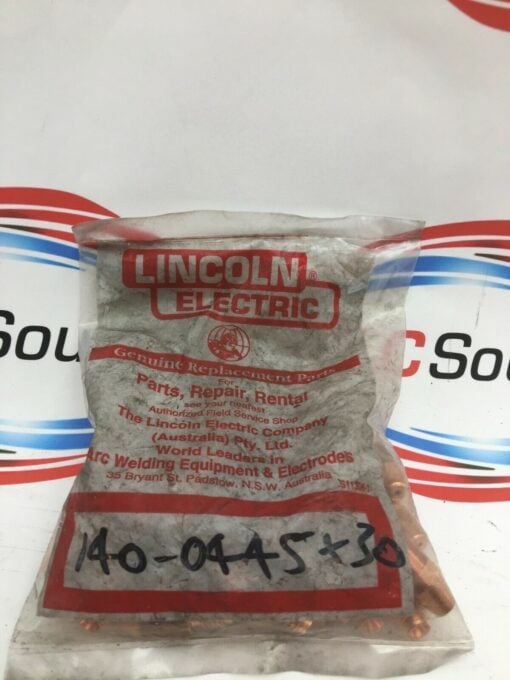 LINCOLN®
ELECTRIC
Genuine Replacement Parts
For
Parts, Repair, Rental
see your nearest
Authorized Field Service Shop
The Lincoln Electric Company
(Australia) Pty. Ltd.
World Leaders in
Arc Welding Equipment & Electrodes
35 Bryant St. Padstow, N.S.W. Australia
140-0445 x 30
Sou
C Sou